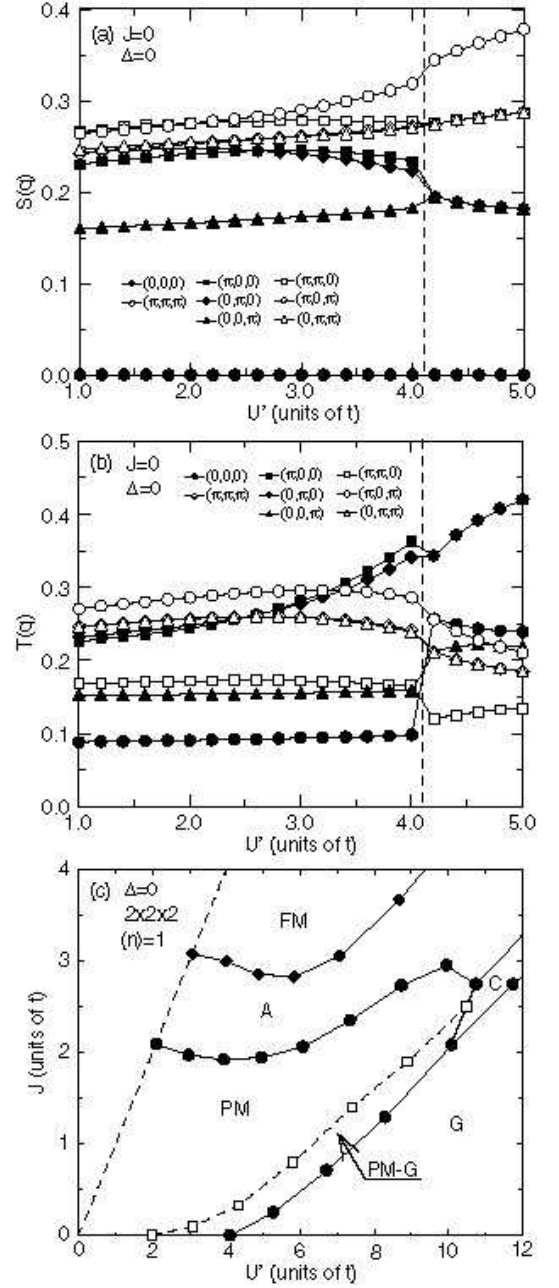 (a) J=0
Δ=0
0.4
0.3
0.2
0.1
0.0
S(q)
(0,0,0) (π,0,0) (π,π,0)
(π,π,π) (0,π,0) (π,0,π)
(0,0,π) (0,π,π)
1.0 2.0 3.0 4.0 5.0
U' (units of t)
(b) J=0
Δ=0
0.5
0.4
0.3
0.2
0.1
0.0
T(q)
(0,0,0) (π,0,0) (π,π,0)
(π,π,π) (0,π,0) (π,0,π)
(0,0,π) (0,π,π)
1.0 2.0 3.0 4.0 5.0
U' (units of t)
(c) Δ=0
2x2x2
⟨n⟩=1
4
3
2
1
0
J (units of t)
FM
A
C
PM
G
PM-G
0 2 4 6 8 10 12
U' (units of t)